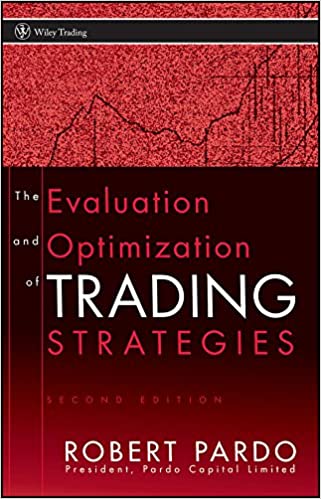 Wiley Trading
The Evaluation
and Optimization
of TRADING
STRATEGIES
SECOND EDITION
ROBERT PARDO
President, Pardo Capital Limited